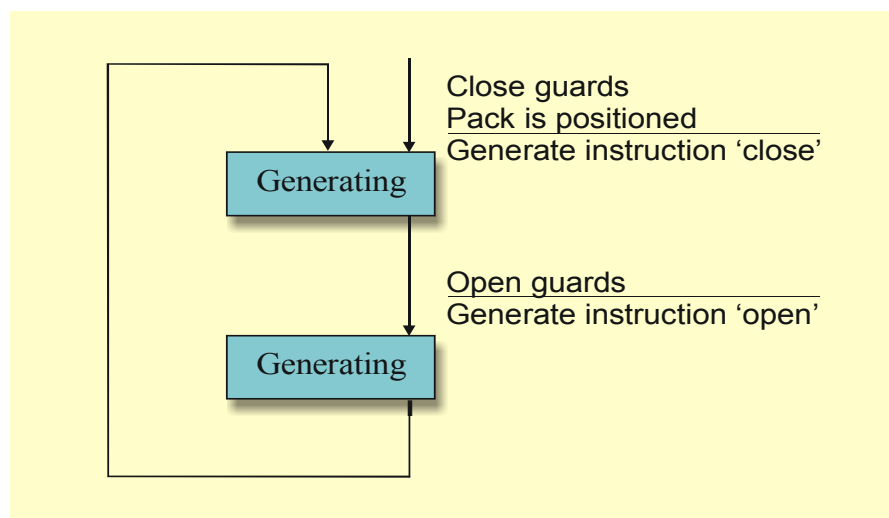 Close guards
Pack is positioned
Generate instruction ‘close’
Generating
Open guards
Generate instruction ‘open’
Generating